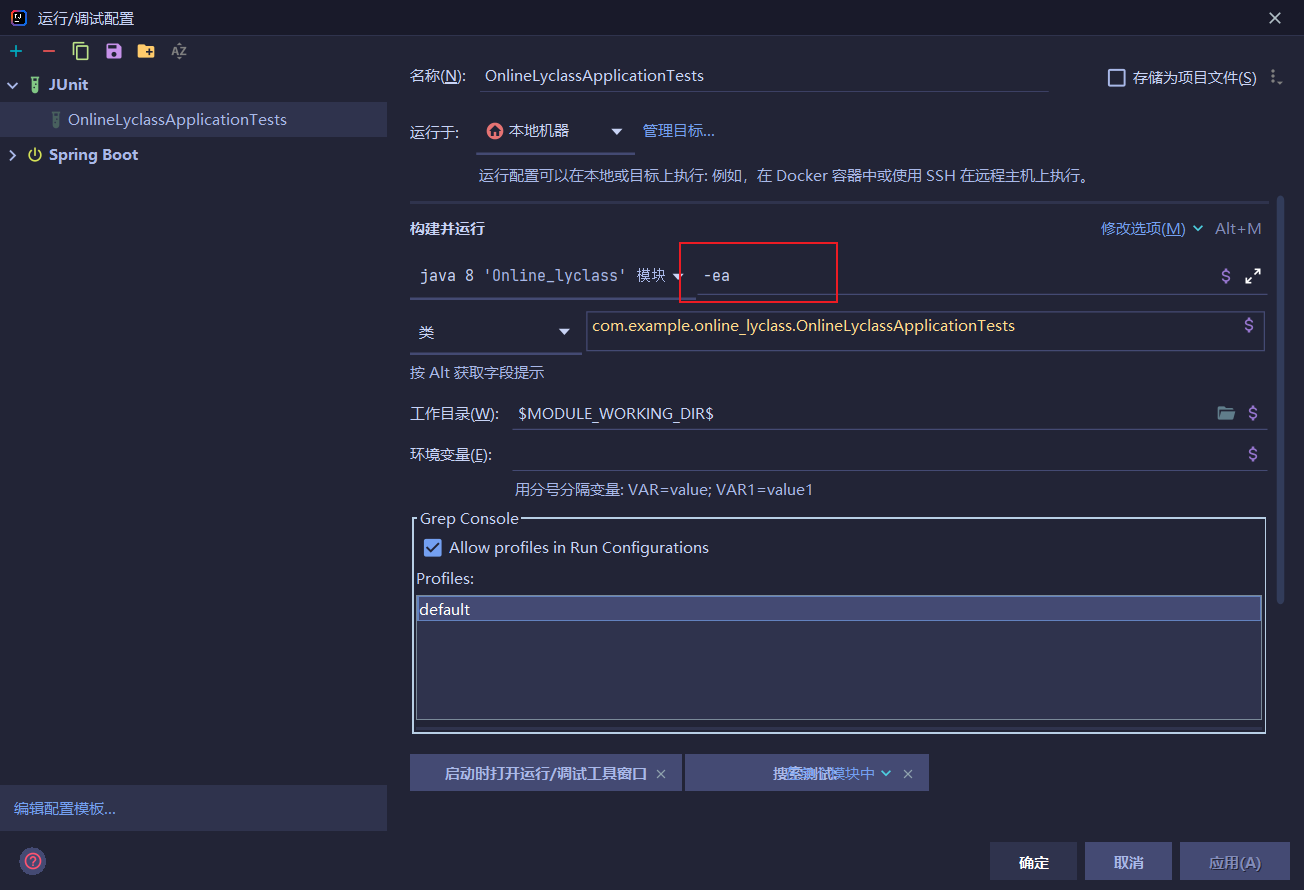 运行/调试配置
JUnit
OnlineLyclassApplicationTests
Spring Boot
编辑配置模板...
名称(N): OnlineLyclassApplicationTests
存储为项目文件(S)
运行于: 本地机器 管理目标...
运行配置可以在本地或目标上执行: 例如，在 Docker 容器中或使用 SSH 在远程主机上执行。
构建并运行 修改选项(M) Alt+M
java 8 'Online_lyclass' 模块 -ea
类 com.example.online_lyclass.OnlineLyclassApplicationTests
按 Alt 获取字段提示
工作目录(W): $MODULE_WORKING_DIR$
环境变量(E):
用分号分隔变量: VAR=value; VAR1=value1
Grep Console
Allow profiles in Run Configurations
Profiles:
default
启动时打开运行/调试工具窗口
搜索测试: 模块中
确定 取消 应用(A)